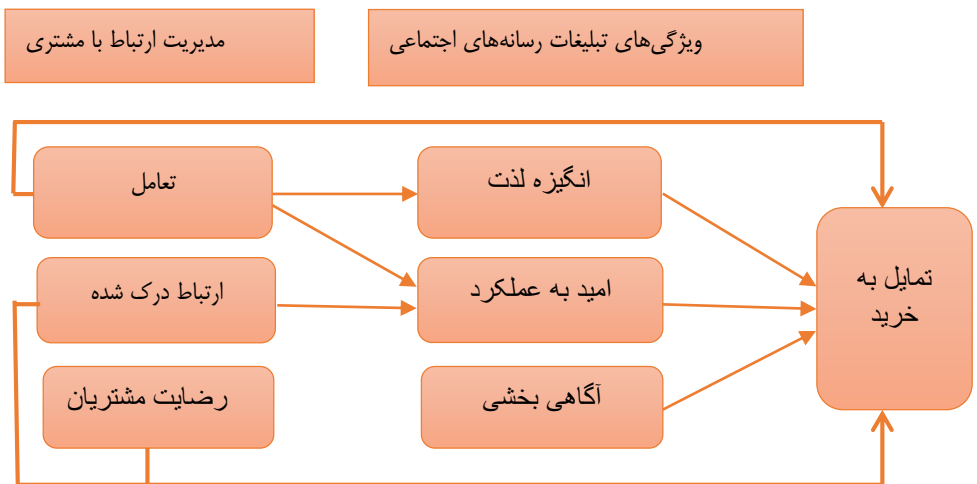 ویژگی‌های تبلیغات رسانه‌های اجتماعی
مدیریت ارتباط با مشتری
تعامل
انگیزه لذت
ارتباط درک شده
امید به عملکرد
رضایت مشتریان
آگاهی بخشی
تمایل به
خرید